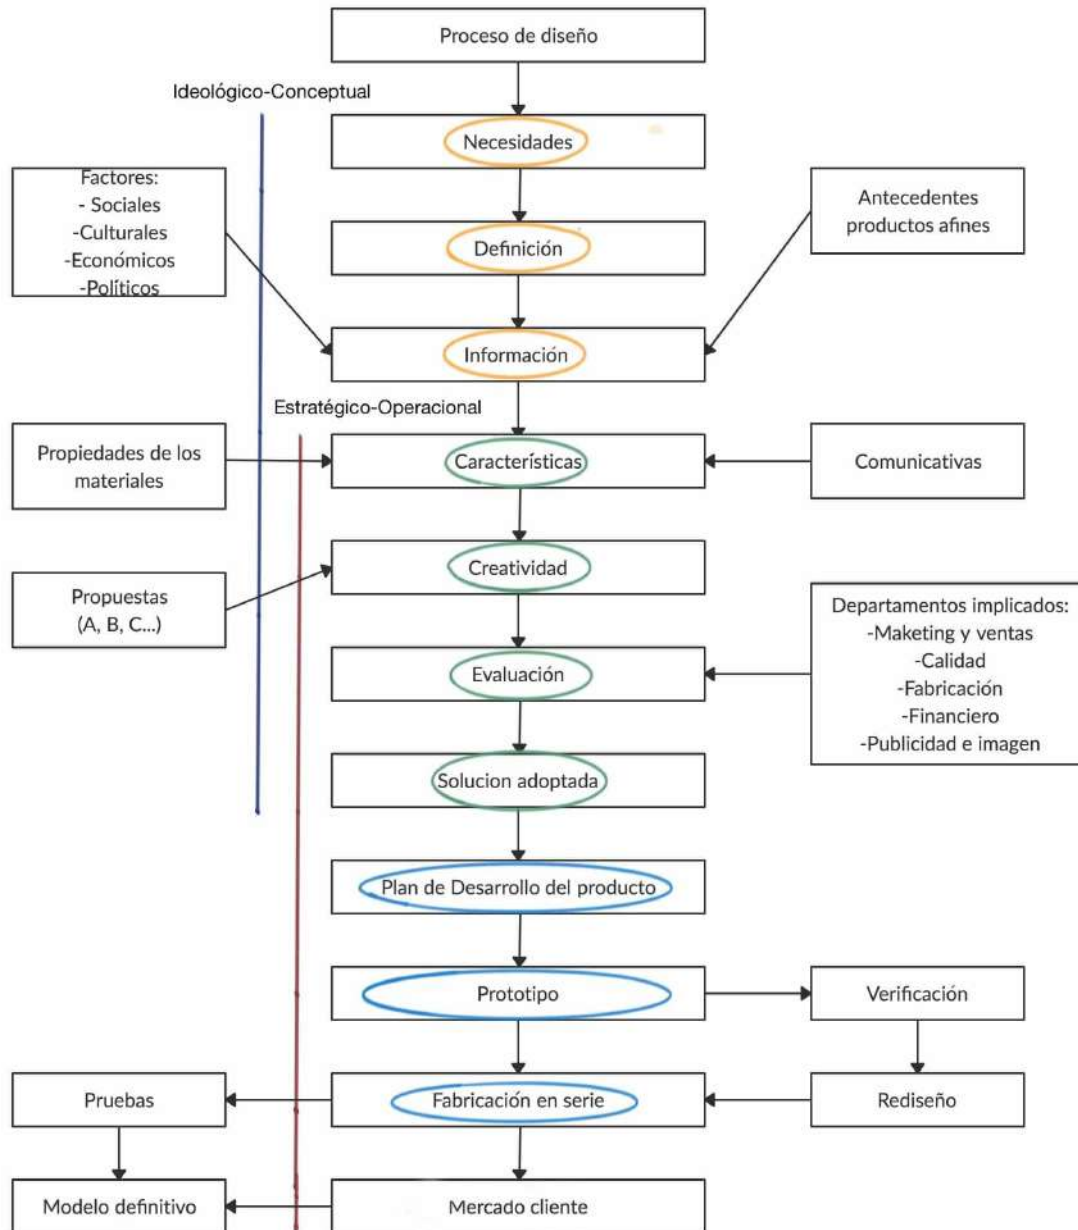 Proceso de diseño
Ideológico-Conceptual
Necesidades
Factores:
- Sociales
-Culturales
-Económicos
-Políticos
Definición
Antecedentes
productos afines
Información
Estratégico-Operacional
Propiedades de los
materiales
Características
Comunicativas
Creatividad
Propuestas
(A, B, C...)
Departamentos implicados:
-Maketing y ventas
-Calidad
-Fabricación
-Financiero
-Publicidad e imagen
Evaluación
Solucion adoptada
Plan de Desarrollo del producto
Prototipo
Verificación
Pruebas
Fabricación en serie
Rediseño
Modelo definitivo
Mercado cliente